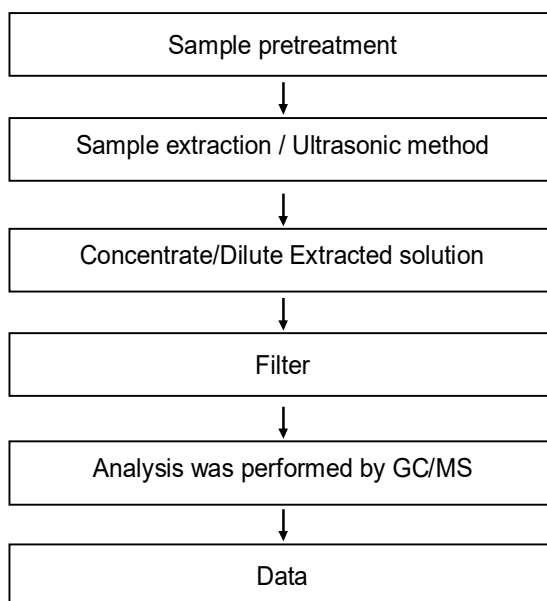 Sample pretreatment
Sample extraction / Ultrasonic method
Concentrate/Dilute Extracted solution
Filter
Analysis was performed by GC/MS
Data